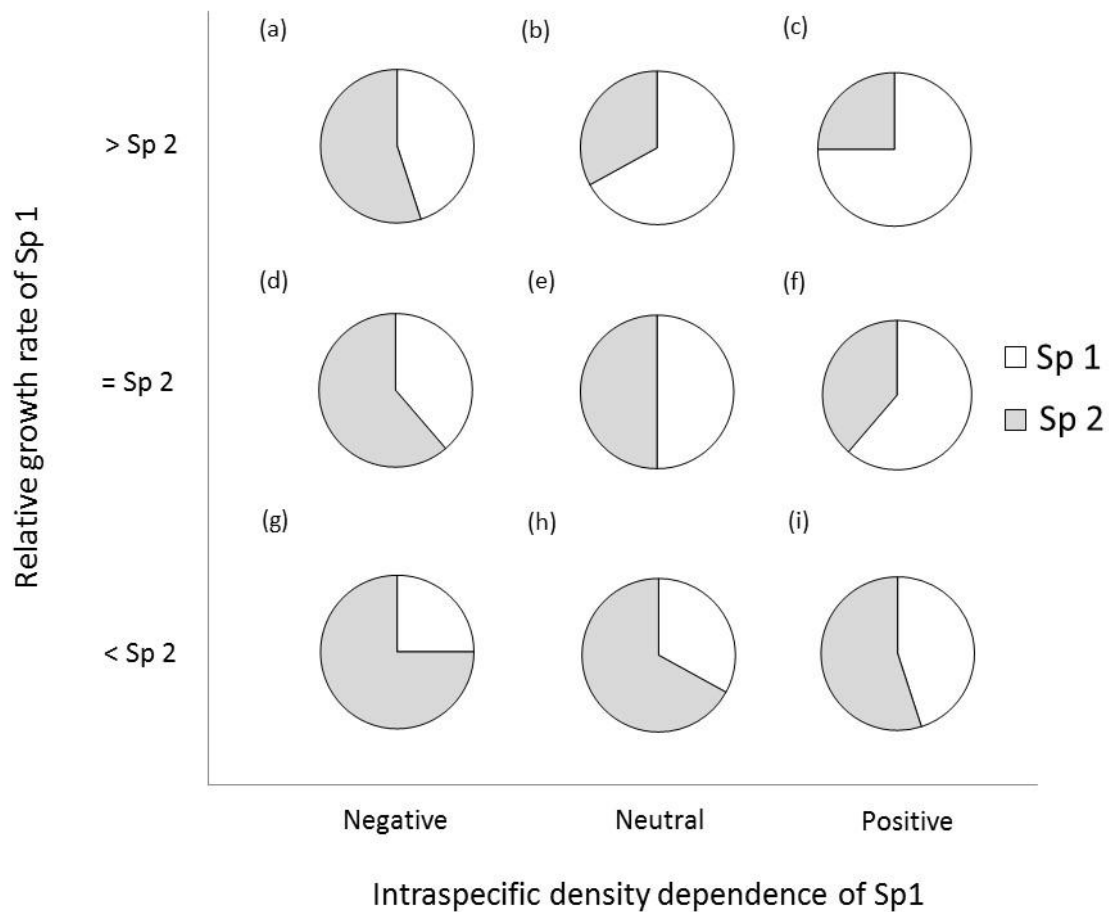 (a)
(b)
(c)
> Sp 2
(d)
(e)
(f)
= Sp 2
Sp 1
Sp 2
(g)
(h)
(i)
< Sp 2
Relative growth rate of Sp 1
Negative
Neutral
Positive
Intraspecific density dependence of Sp1